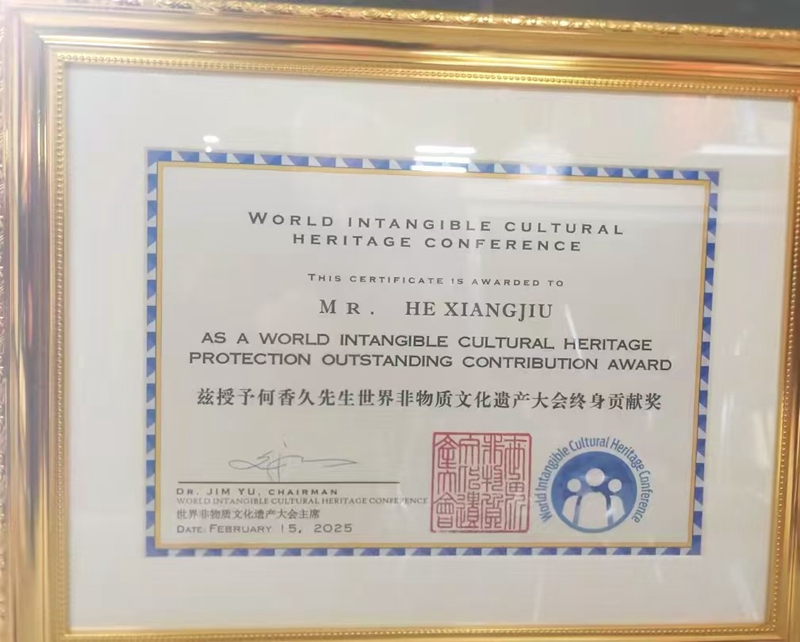 WORLD INTANGIBLE CULTURAL
HERITAGE CONFERENCE
THIS CERTIFICATE IS AWARDED TO
MR. HE XIANGJIU
AS A WORLD INTANGIBLE CULTURAL HERITAGE
PROTECTION OUTSTANDING CONTRIBUTION AWARD
兹授予何香久先生世界非物质文化遗产大会终身贡献奖
DR. JIM YU, CHAIRMAN
WORLD INTANGIBLE CULTURAL HERITAGE CONFERENCE
世界非物质文化遗产大会主席
DATE: FEBRUARY 15, 2025
World Intangible Cultural Heritage Conference